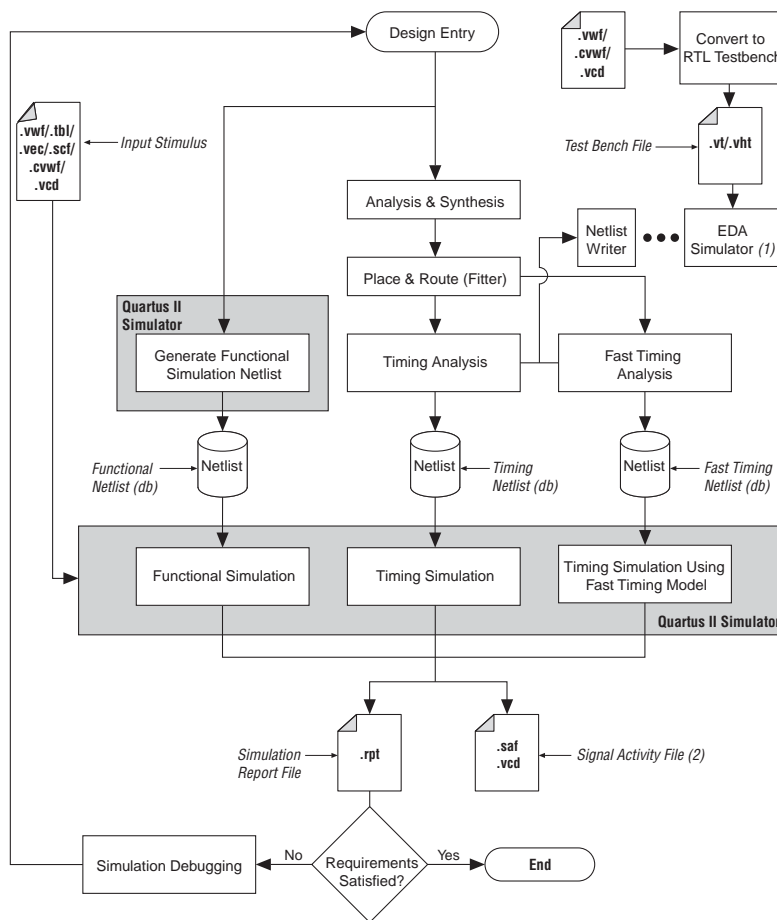 Design Entry
.vwf/
.cvwf/
.vcd
Convert to
RTL Testbench
.vwf/.tbl/
.vec/.scf/
.cvwf/
.vcd
Input Stimulus
Test Bench File
.vt/.vht
Analysis & Synthesis
Netlist
Writer
EDA
Simulator (1)
Place & Route (Fitter)
Quartus II
Simulator
Generate Functional
Simulation Netlist
Timing Analysis
Fast Timing
Analysis
Functional
Netlist (db)
Netlist
Netlist
Timing
Netlist (db)
Netlist
Fast Timing
Netlist (db)
Functional Simulation
Timing Simulation
Timing Simulation Using
Fast Timing Model
Quartus II Simulator
Simulation
Report File
.rpt
.saf
.vcd
Signal Activity File (2)
Simulation Debugging
No
Requirements
Satisfied?
Yes
End